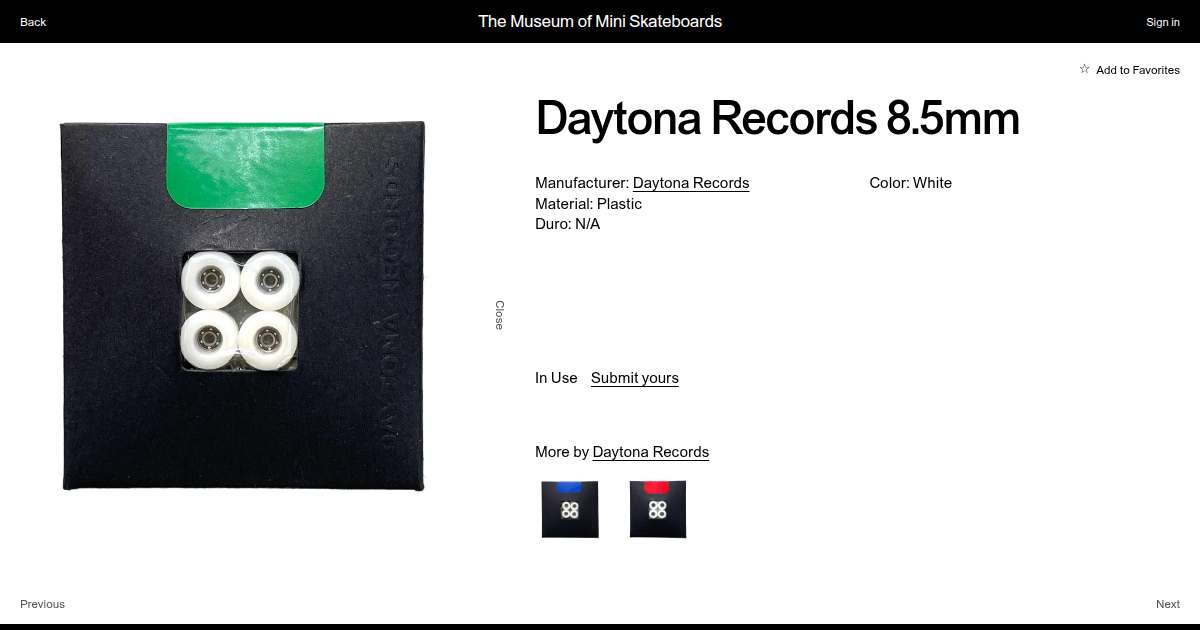 Back
The Museum of Mini Skateboards
Sign in
☆ Add to Favorites
Daytona Records 8.5mm
Manufacturer: Daytona Records
Material: Plastic
Duro: N/A
Color: White
DAYTONA RECORDS
Close
In Use Submit yours
More by Daytona Records
Previous
Next